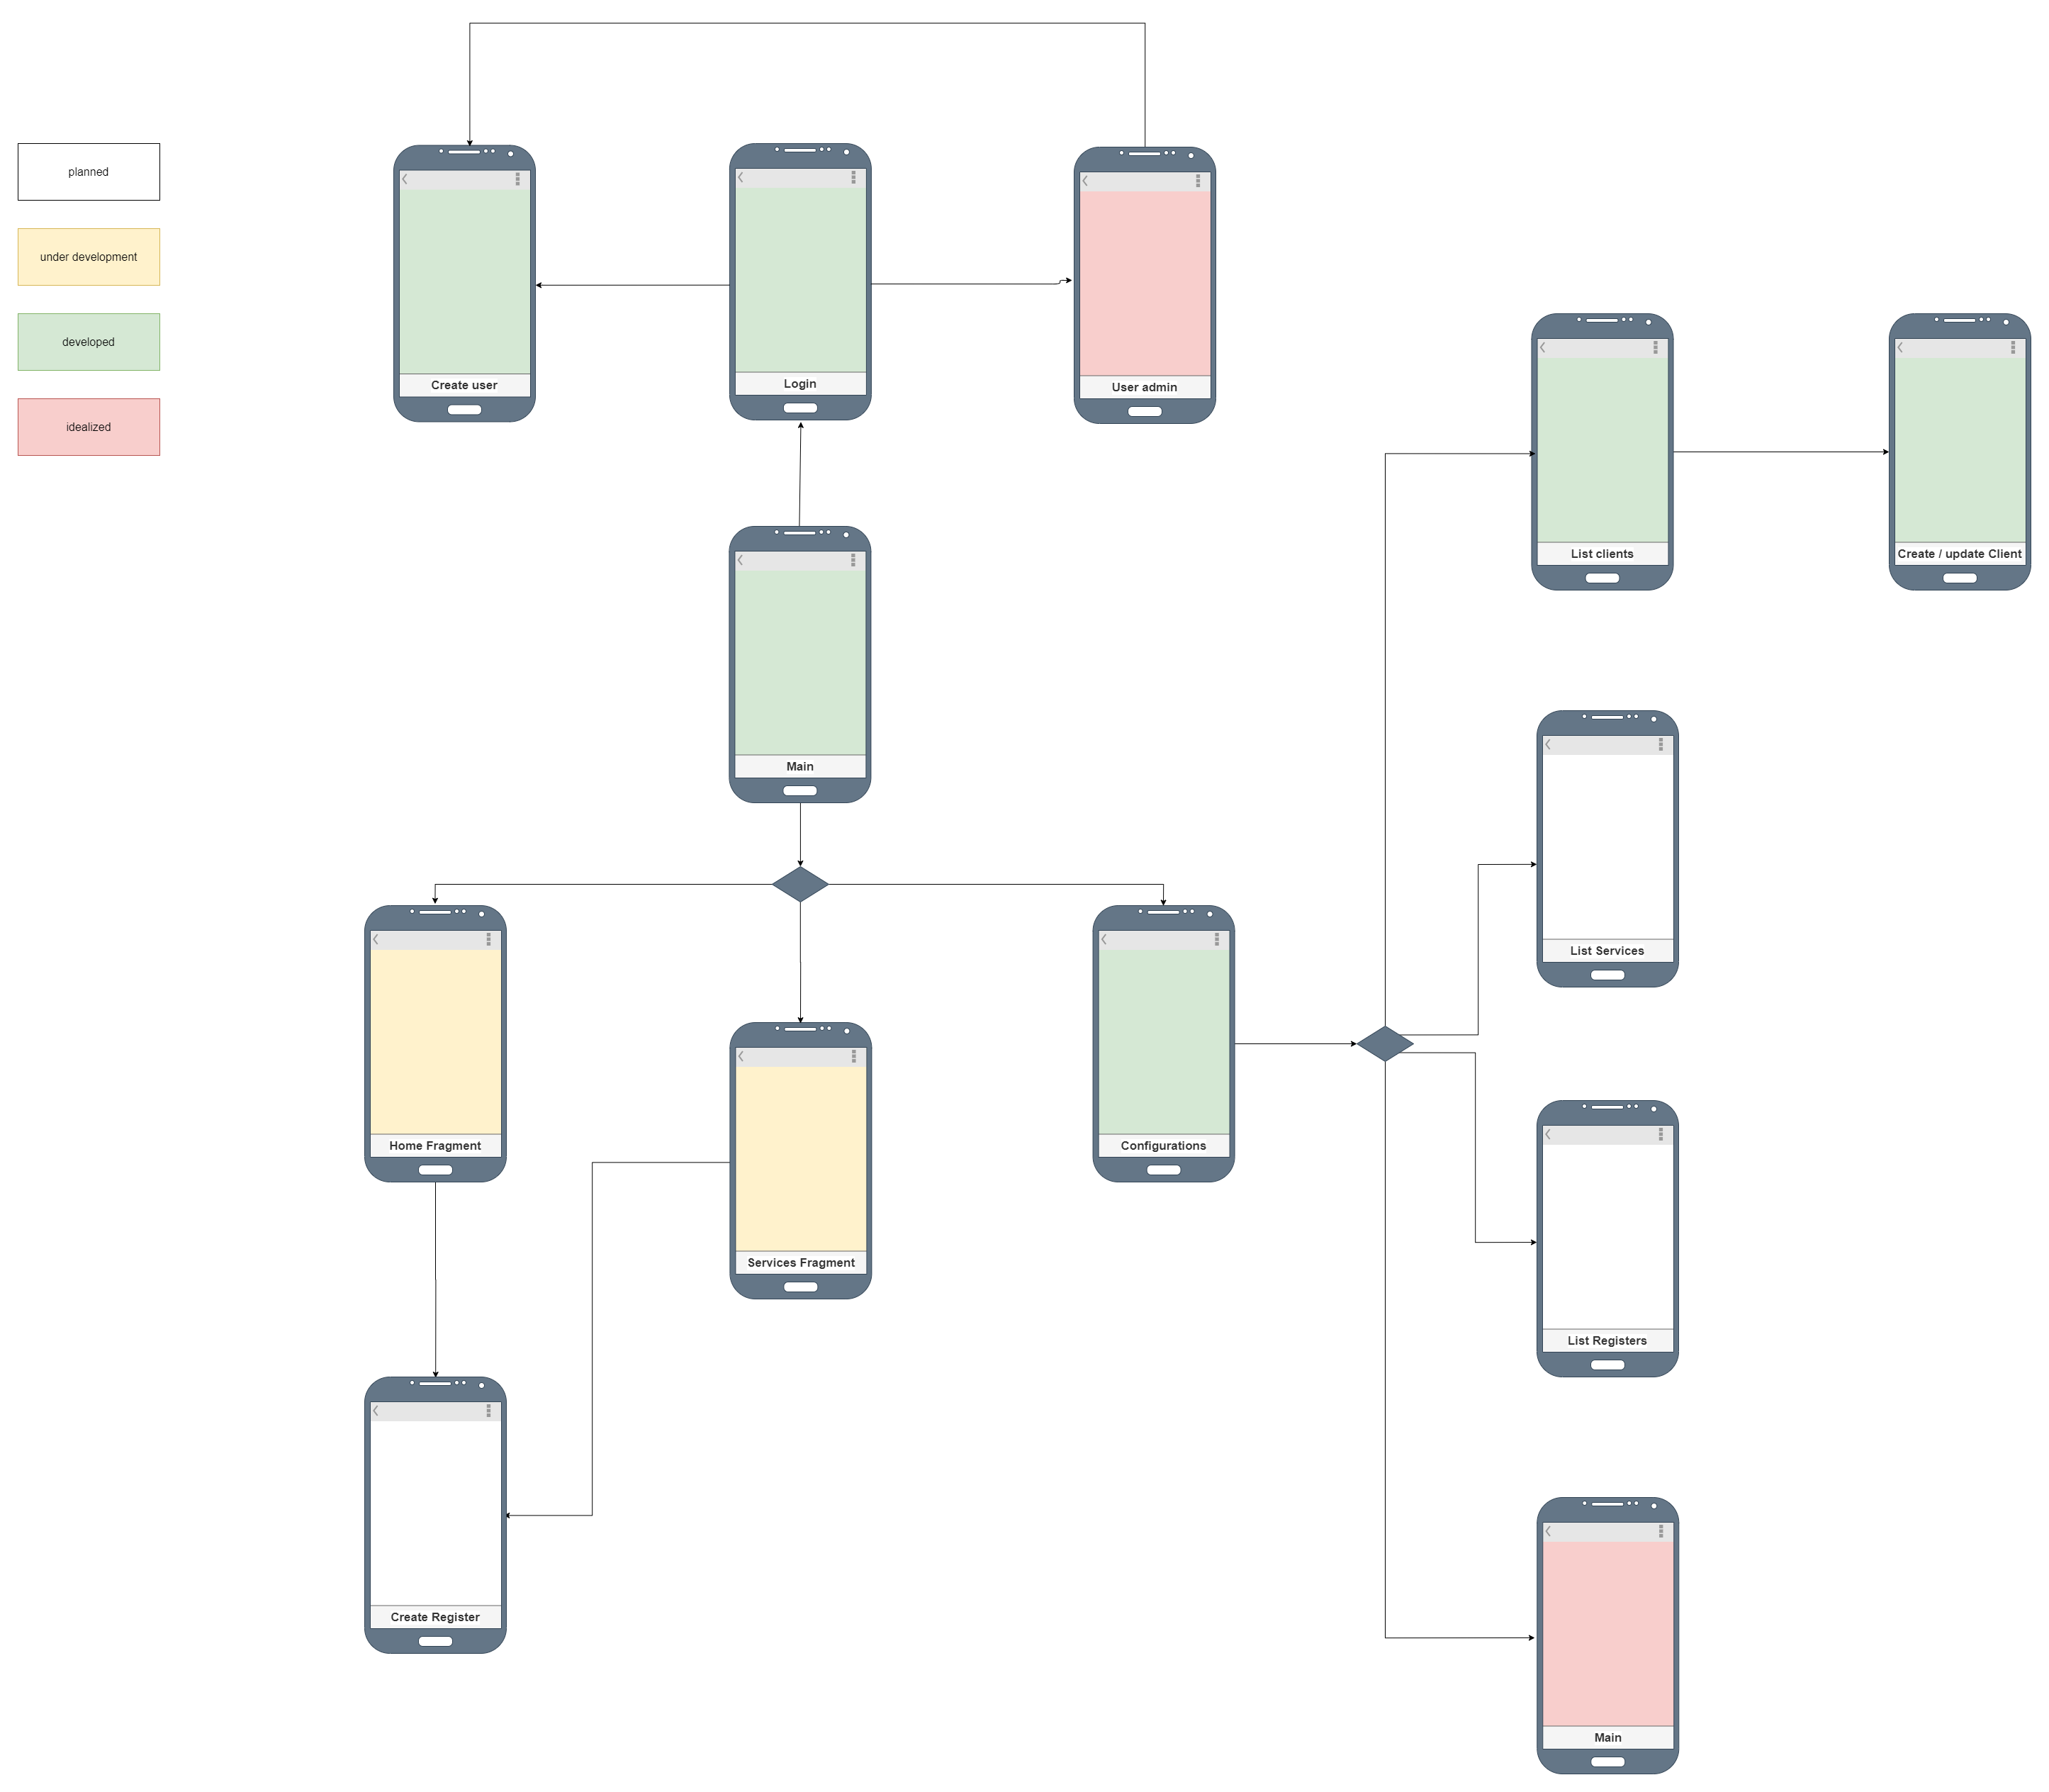 planned
under development
developed
idealized
Create user
Login
User admin
List clients
Create / update Client
Main
List Services
Home Fragment
Configurations
Services Fragment
List Registers
Create Register
Main